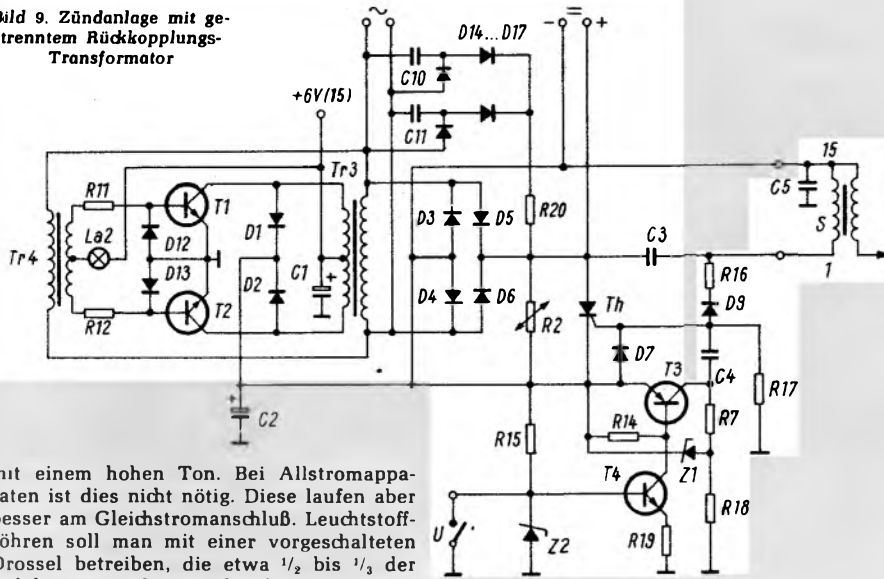 Bild 9. Zündanlage mit ge-
trenntem Rückkopplungs-
Transformator
~
- = +
D14...D17
C10
+6V(15)
C11
Tr3
15
R11
T1
C5
La2
R20
S
D3 D5
D1
D12
C3
Tr4
1
D13
C1 +
R16
D2
D4 D6
Th
D9
R12
T2
R2
D7
T3
C4
R17
+
C2
R14
R7
R15
Z1
T4
U
Z2
R19
R18
mit einem hohen Ton. Bei Allstromappa-
raten ist dies nicht nötig. Diese laufen aber
besser am Gleichstromanschluß. Leuchtstoff-
röhren soll man mit einer vorgeschalteten
Drossel betreiben, die etwa 1/2 bis 1/3 der